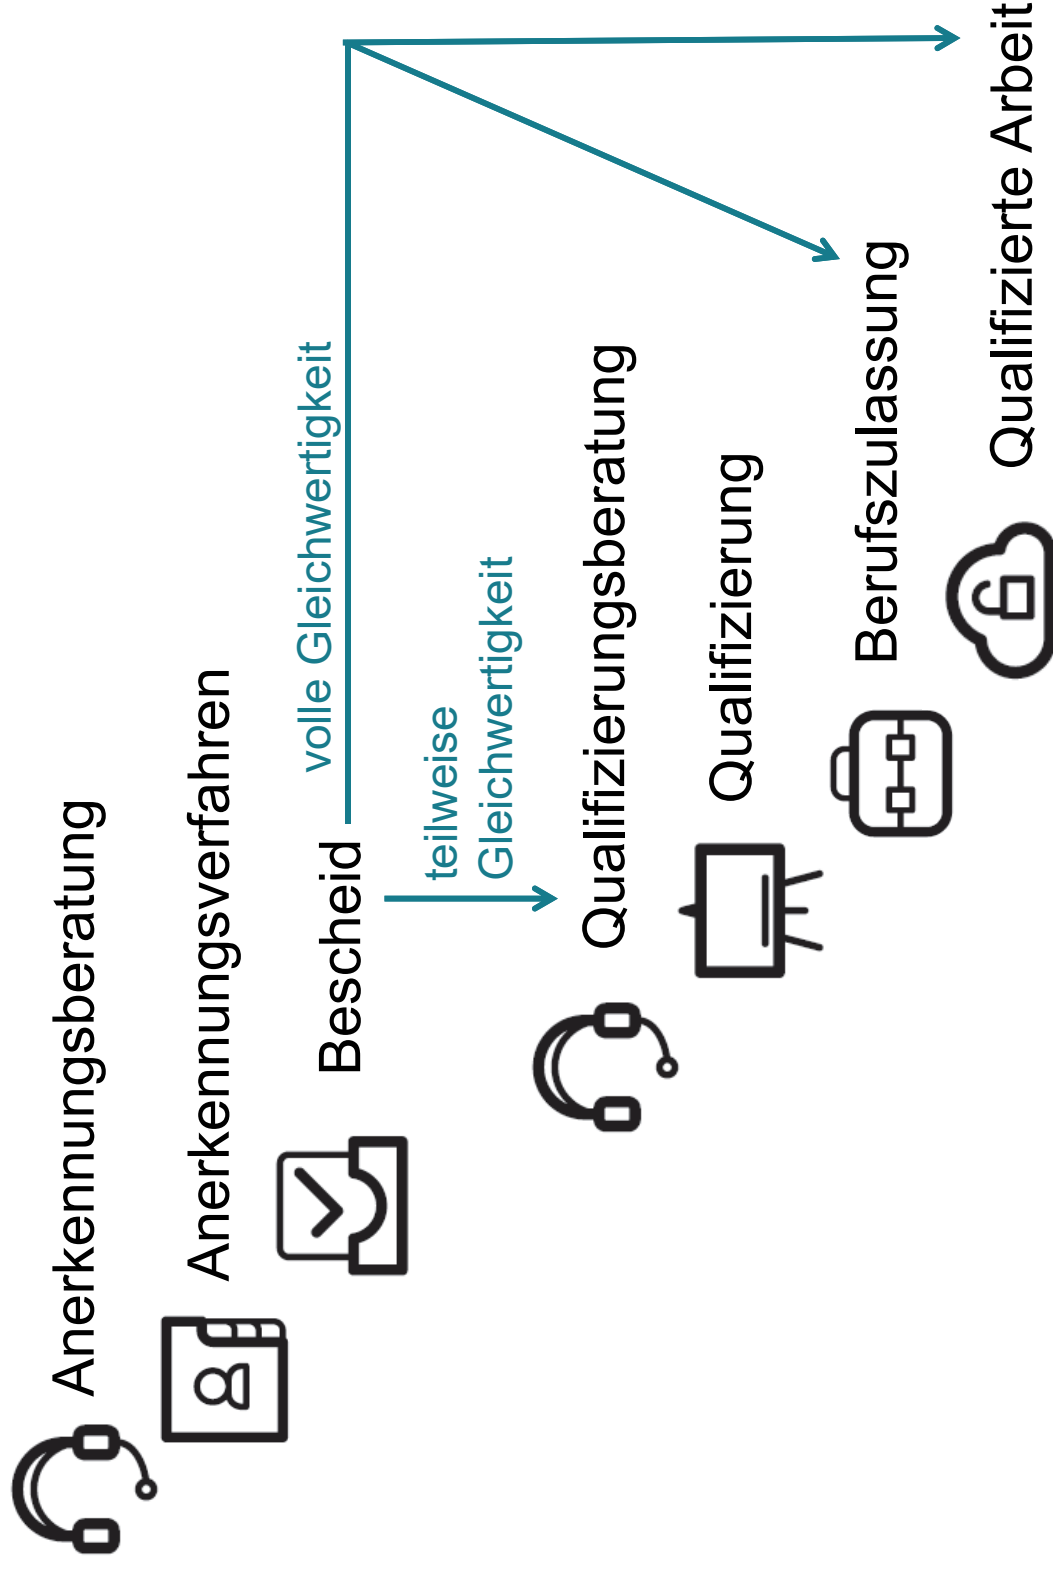 Anerkennungsberatung
Anerkennungsverfahren
Bescheid
volle Gleichwertigkeit
teilweise
Gleichwertigkeit
Qualifizierungsberatung
Qualifizierung
Berufszulassung
Qualifizierte Arbeit